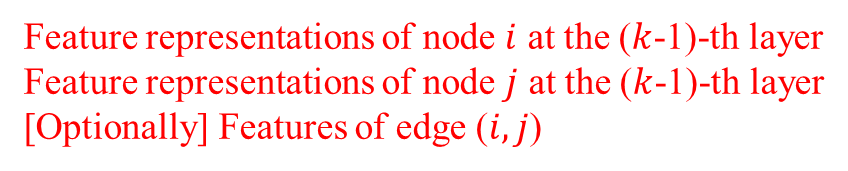 Feature representations of node i at the (k-1)-th layer
Feature representations of node j at the (k-1)-th layer
[Optionally] Features of edge (i,j)